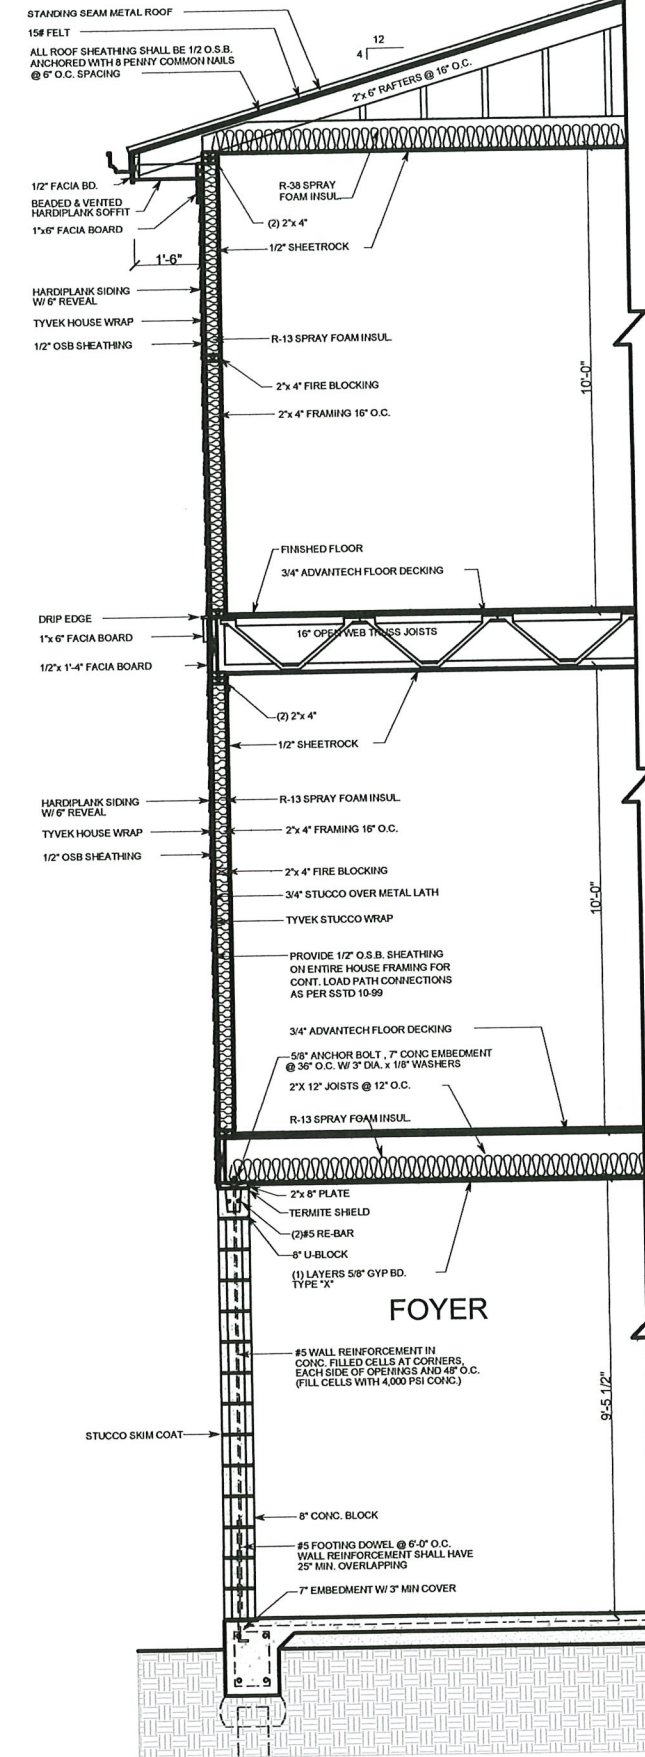 STANDING SEAM METAL ROOF
15# FELT
ALL ROOF SHEATHING SHALL BE 1/2 O.S.B.
ANCHORED WITH 8 PENNY COMMON NAILS
@ 6" O.C. SPACING
12
4
2"x 6" RAFTERS @ 16" O.C.
1/2" FACIA BD.
BEADED & VENTED
HARDIPLANK SOFFIT
1"x6" FACIA BOARD
R-38 SPRAY
FOAM INSUL.
(2) 2"x 4"
1/2" SHEETROCK
1'-6"
HARDIPLANK SIDING
W/ 6" REVEAL
TYVEK HOUSE WRAP
1/2" OSB SHEATHING
R-13 SPRAY FOAM INSUL.
2"x 4" FIRE BLOCKING
2"x 4" FRAMING 16" O.C.
10'-0"
FINISHED FLOOR
3/4" ADVANTECH FLOOR DECKING
DRIP EDGE
1"x 6" FACIA BOARD
1/2"x 1'-4" FACIA BOARD
16" OPEN WEB TRUSS JOISTS
(2) 2"x 4"
1/2" SHEETROCK
HARDIPLANK SIDING
W/ 6" REVEAL
TYVEK HOUSE WRAP
1/2" OSB SHEATHING
R-13 SPRAY FOAM INSUL.
2"x 4" FRAMING 16" O.C.
2"x 4" FIRE BLOCKING
3/4" STUCCO OVER METAL LATH
TYVEK STUCCO WRAP
10'-0"
PROVIDE 1/2" O.S.B. SHEATHING
ON ENTIRE HOUSE FRAMING FOR
CONT. LOAD PATH CONNECTIONS
AS PER SSTD 10-99
3/4" ADVANTECH FLOOR DECKING
5/8" ANCHOR BOLT , 7" CONC EMBEDMENT
@ 36" O.C. W/ 3" DIA. x 1/8" WASHERS
2"X 12" JOISTS @ 12" O.C.
R-13 SPRAY FOAM INSUL.
2"x 8" PLATE
TERMITE SHIELD
(2)#5 RE-BAR
8" U-BLOCK
(1) LAYERS 5/8" GYP BD.
TYPE "X"
FOYER
#5 WALL REINFORCEMENT IN
CONC. FILLED CELLS AT CORNERS,
EACH SIDE OF OPENINGS AND 48" O.C.
(FILL CELLS WITH 4,000 PSI CONC.)
9'-5 1/2"
STUCCO SKIM COAT
8" CONC. BLOCK
#5 FOOTING DOWEL @ 6'-0" O.C.
WALL REINFORCEMENT SHALL HAVE
25" MIN. OVERLAPPING
7" EMBEDMENT W/ 3" MIN COVER